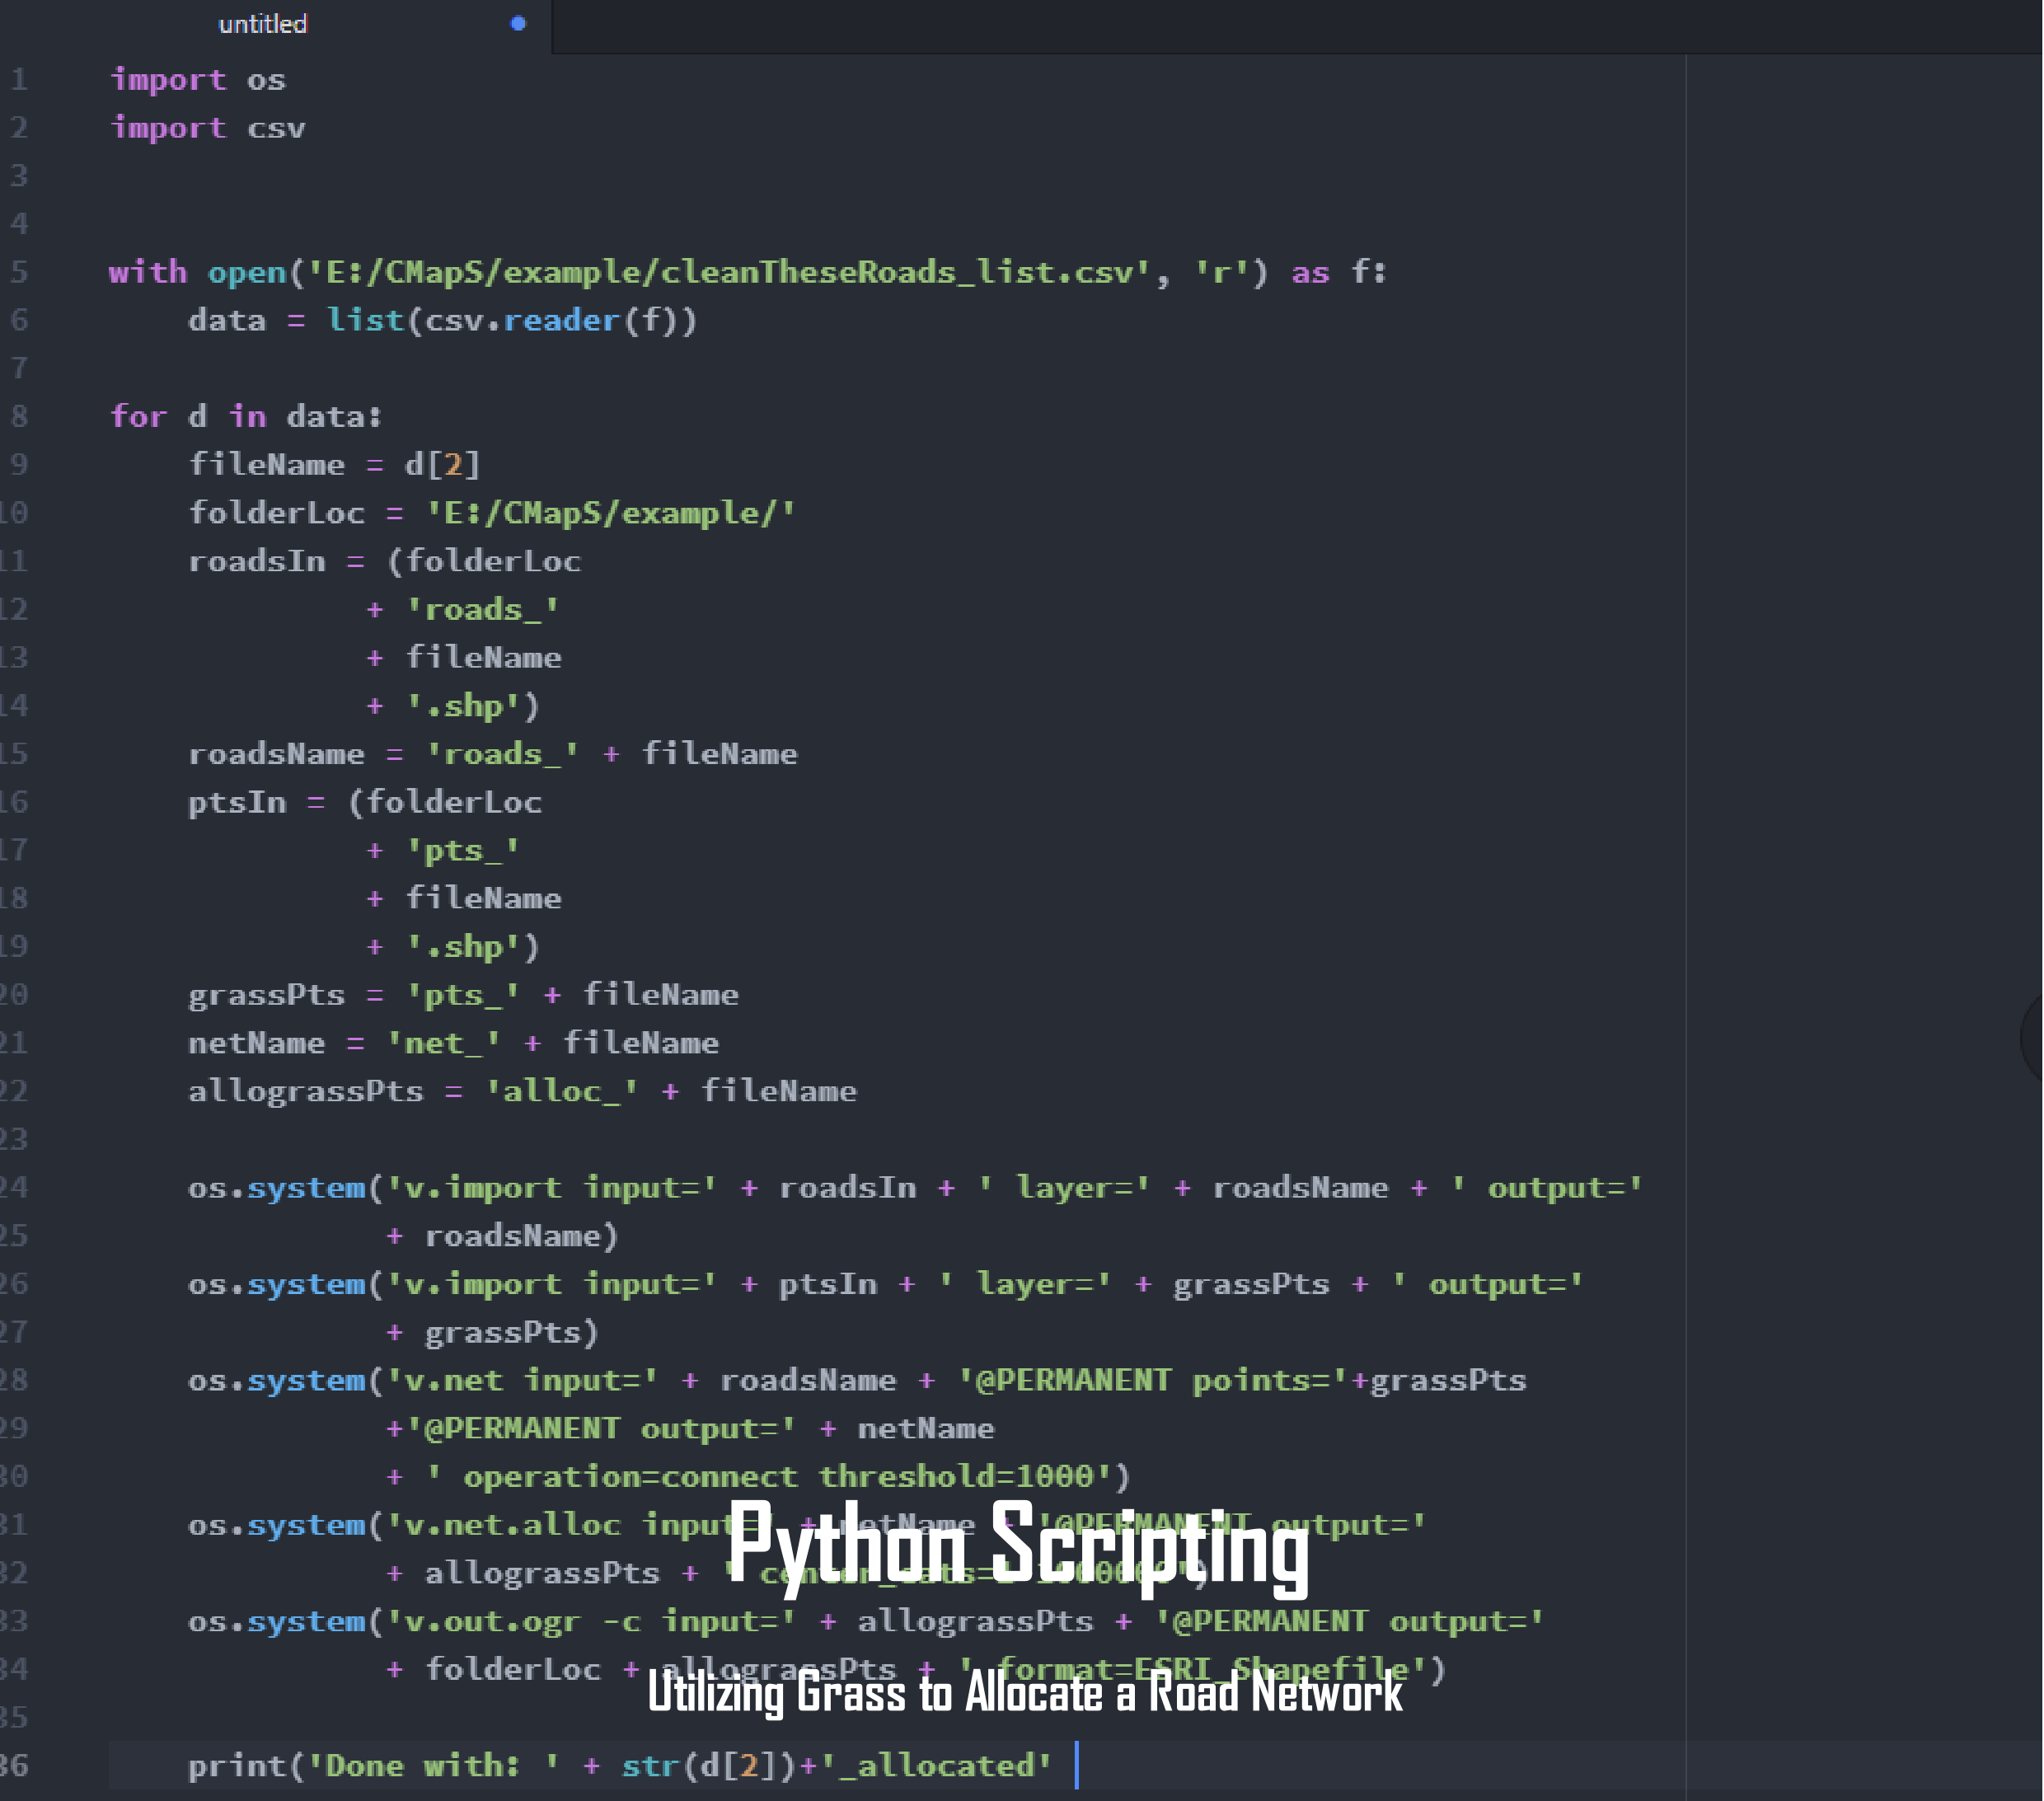 untitled
1 import os
2 import csv
3
4
5 with open('E:/CMapS/example/cleanTheseRoads_list.csv', 'r') as f:
6     data = list(csv.reader(f))
7
8 for d in data:
9     fileName = d[2]
10     folderLoc = 'E:/CMapS/example/'
11     roadsIn = (folderLoc
12              + 'roads_'
13              + fileName
14              + '.shp')
15     roadsName = 'roads_' + fileName
16     ptsIn = (folderLoc
17              + 'pts_'
18              + fileName
19              + '.shp')
20     grassPts = 'pts_' + fileName
21     netName = 'net_' + fileName
22     allograssPts = 'alloc_' + fileName
23
24     os.system('v.import input=' + roadsIn + ' layer=' + roadsName + ' output='
25               + roadsName)
26     os.system('v.import input=' + ptsIn + ' layer=' + grassPts + ' output='
27               + grassPts)
28     os.system('v.net input=' + roadsName + '@PERMANENT points='+grassPts
29               +'@PERMANENT output=' + netName
30               + ' operation=connect threshold=1000')
31     os.system('v.net.alloc input=' + netName + '@PERMANENT output='
32               + allograssPts + '
33     os.system('v.out.ogr -c input=' + allograssPts + '@PERMANENT output='
34               + folderLoc + allograssPts + ' format=ESRI_Shapefile')
35
36     print('Done with: ' + str(d[2])+'_allocated'
Python Scripting
Utilizing Grass to Allocate a Road Network